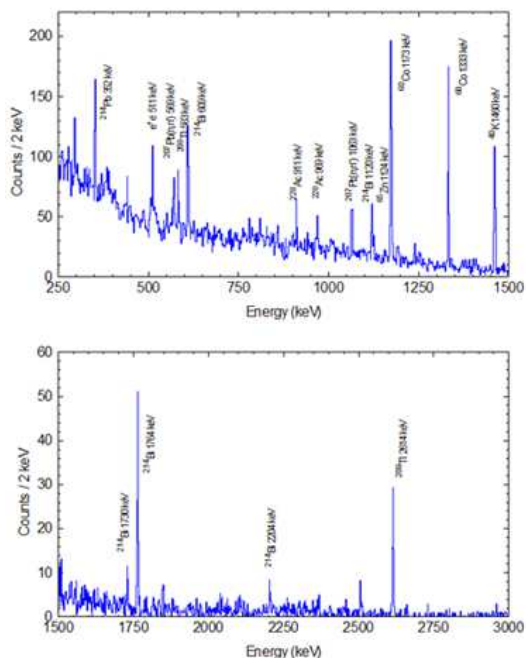 200
150
100
50
0
Counts / 2 keV
²¹⁴Pb 352 keV
e⁺e⁻ 511 keV
²⁰⁷Pb(n,n') 569 keV
²⁰⁸Tl 583 keV
²¹⁴Bi 609 keV
²²⁸Ac 911 keV
²²⁸Ac 969 keV
²⁰⁷Pb(n,n') 1063 keV
²¹⁴Bi 1120 keV
⁶⁵Zn 1124 keV
⁶⁰Co 1173 keV
⁶⁰Co 1333 keV
⁴⁰K 1460 keV
250 500 750 1000 1250 1500
Energy (keV)
60
50
40
30
20
10
0
Counts / 2 keV
²¹⁴Bi 1730 keV
²¹⁴Bi 1764 keV
²¹⁴Bi 2204 keV
²⁰⁸Tl 2614 keV
1500 1750 2000 2250 2500 2750 3000
Energy (keV)